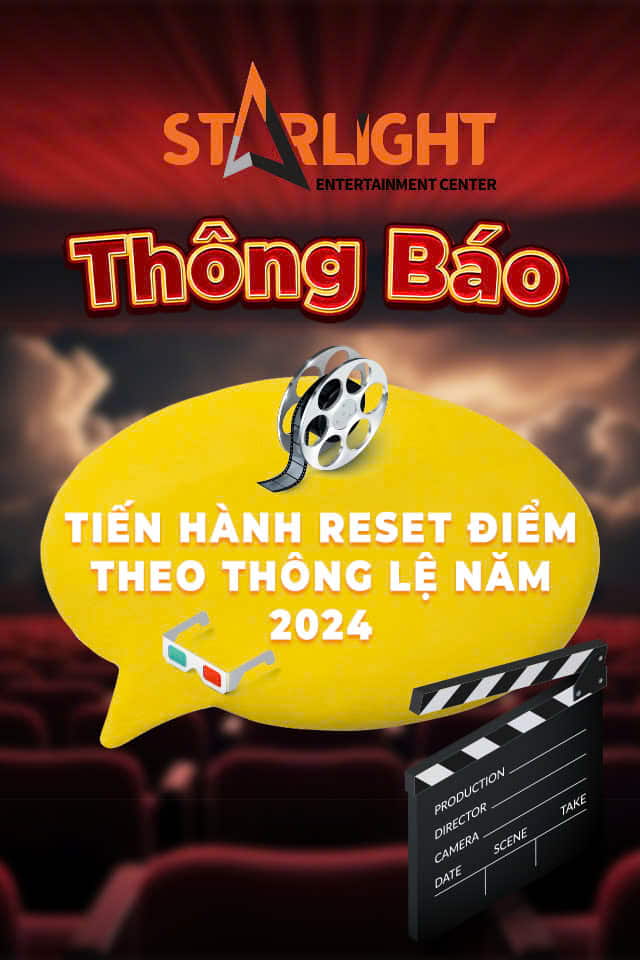 STARLIGHT
ENTERTAINMENT CENTER
Thông Báo
TIẾN HÀNH RESET ĐIỂM
THEO THÔNG LỆ NĂM
2024
PRODUCTION
DIRECTOR
CAMERA
DATE SCENE TAKE